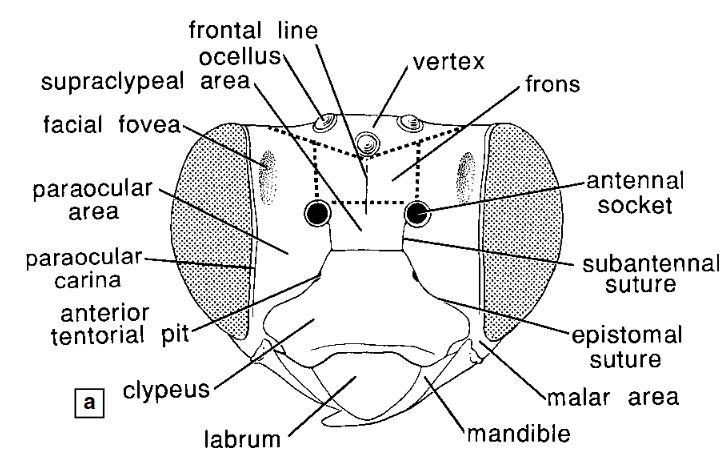 frontal line
ocellus
supraclypeal area
vertex
frons
facial fovea
paraocular
area
antennal
socket
paraocular
carina
subantennal
suture
anterior
tentorial pit
epistomal
suture
clypeus
malar area
a
labrum
mandible